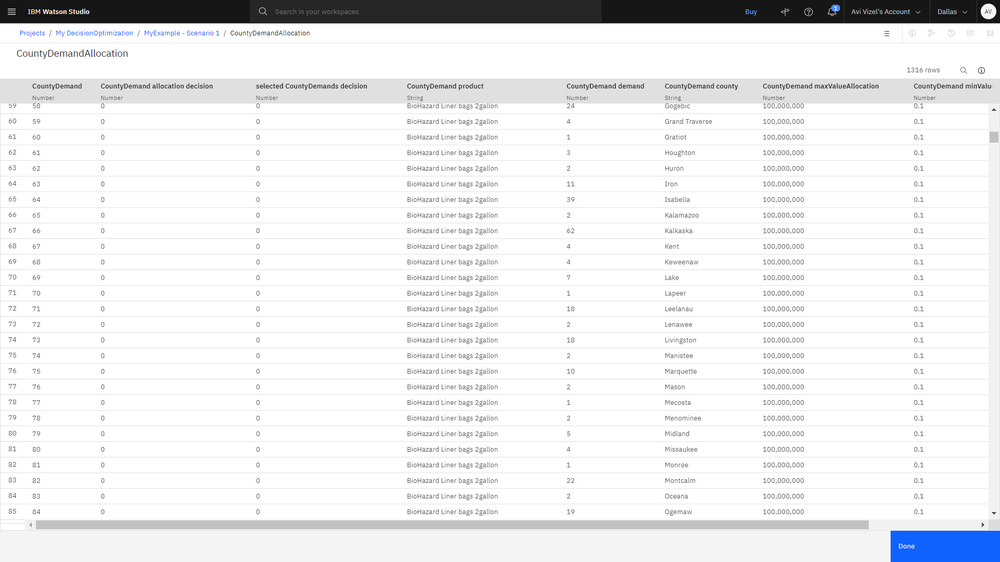 IBM Watson Studio
Search in your workspaces
Buy
1
Avi Vizel's Account
Dallas
AV
Projects / My DecisionOptimization / MyExample - Scenario 1 / CountyDemandAllocation
CountyDemandAllocation
1316 rows
CountyDemand CountyDemand allocation decision selected CountyDemands decision CountyDemand product CountyDemand demand CountyDemand county CountyDemand maxValueAllocation CountyDemand minValu
Number Number Number String Number String Number Number
59 58 0 0 BioHazard Liner bags 2gallon 24 Gogebic 100,000,000 0.1
60 59 0 0 BioHazard Liner bags 2gallon 4 Grand Traverse 100,000,000 0.1
61 60 0 0 BioHazard Liner bags 2gallon 1 Gratiot 100,000,000 0.1
62 61 0 0 BioHazard Liner bags 2gallon 3 Houghton 100,000,000 0.1
63 62 0 0 BioHazard Liner bags 2gallon 2 Huron 100,000,000 0.1
64 63 0 0 BioHazard Liner bags 2gallon 11 Iron 100,000,000 0.1
65 64 0 0 BioHazard Liner bags 2gallon 39 Isabella 100,000,000 0.1
66 65 0 0 BioHazard Liner bags 2gallon 2 Kalamazoo 100,000,000 0.1
67 66 0 0 BioHazard Liner bags 2gallon 62 Kalkaska 100,000,000 0.1
68 67 0 0 BioHazard Liner bags 2gallon 4 Kent 100,000,000 0.1
69 68 0 0 BioHazard Liner bags 2gallon 4 Keweenaw 100,000,000 0.1
70 69 0 0 BioHazard Liner bags 2gallon 7 Lake 100,000,000 0.1
71 70 0 0 BioHazard Liner bags 2gallon 1 Lapeer 100,000,000 0.1
72 71 0 0 BioHazard Liner bags 2gallon 18 Leelanau 100,000,000 0.1
73 72 0 0 BioHazard Liner bags 2gallon 2 Lenawee 100,000,000 0.1
74 73 0 0 BioHazard Liner bags 2gallon 18 Livingston 100,000,000 0.1
75 74 0 0 BioHazard Liner bags 2gallon 2 Manistee 100,000,000 0.1
76 75 0 0 BioHazard Liner bags 2gallon 10 Marquette 100,000,000 0.1
77 76 0 0 BioHazard Liner bags 2gallon 2 Mason 100,000,000 0.1
78 77 0 0 BioHazard Liner bags 2gallon 1 Mecosta 100,000,000 0.1
79 78 0 0 BioHazard Liner bags 2gallon 2 Menominee 100,000,000 0.1
80 79 0 0 BioHazard Liner bags 2gallon 5 Midland 100,000,000 0.1
81 80 0 0 BioHazard Liner bags 2gallon 4 Missaukee 100,000,000 0.1
82 81 0 0 BioHazard Liner bags 2gallon 1 Monroe 100,000,000 0.1
83 82 0 0 BioHazard Liner bags 2gallon 22 Montcalm 100,000,000 0.1
84 83 0 0 BioHazard Liner bags 2gallon 2 Oceana 100,000,000 0.1
85 84 0 0 BioHazard Liner bags 2gallon 19 Ogemaw 100,000,000 0.1
Done